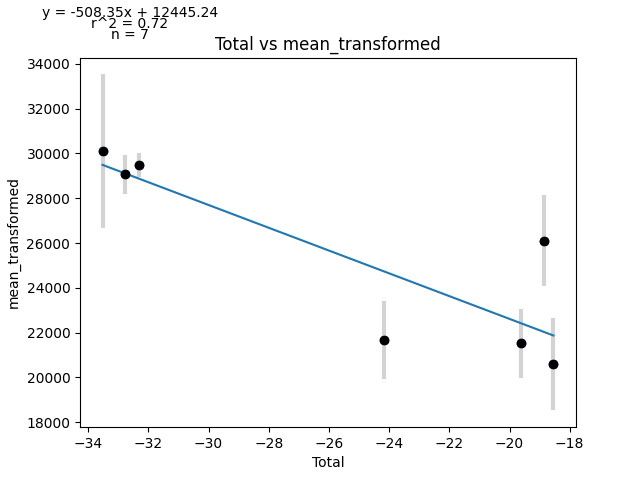 y = -508.35x + 12445.24
r^2 = 0.72
n = 7
Total vs mean_transformed
34000
32000
30000
28000
26000
24000
22000
20000
18000
mean_transformed
−34 −32 −30 −28 −26 −24 −22 −20 −18
Total